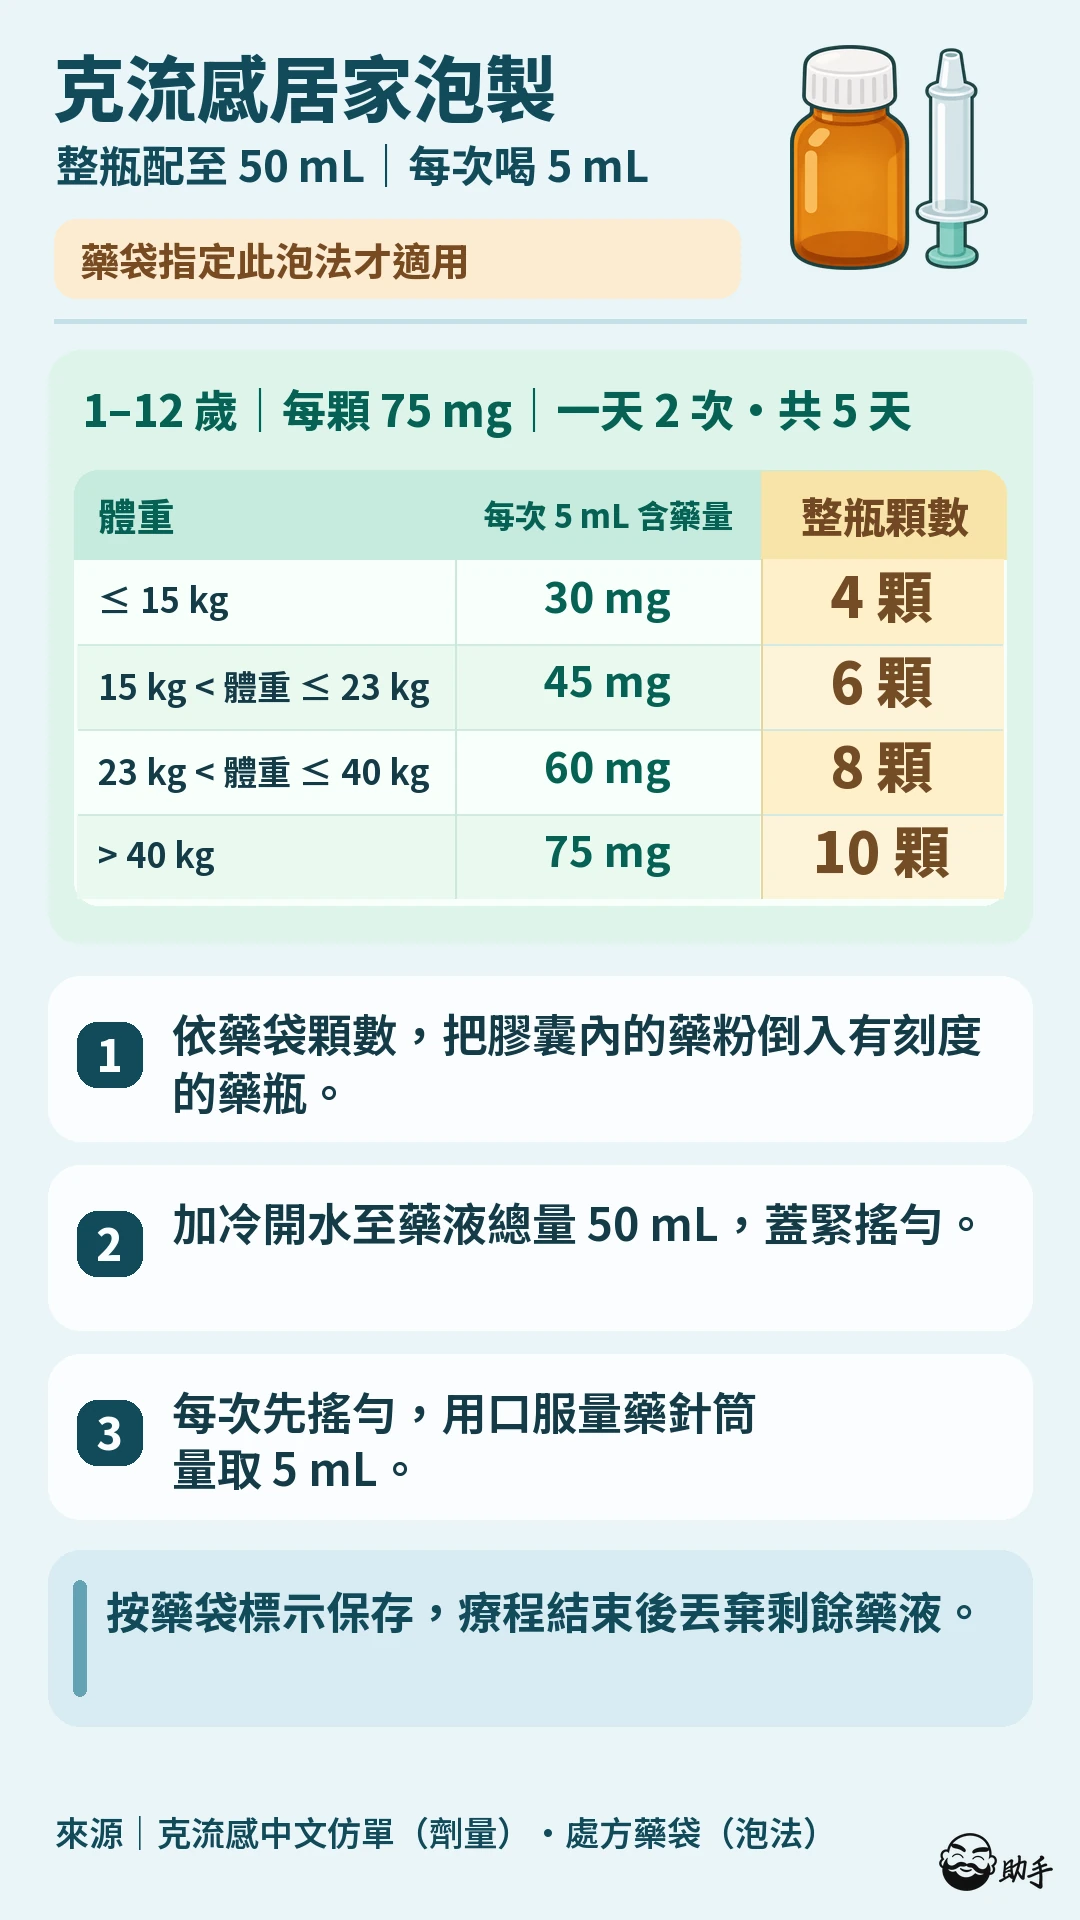 克流感居家泡製
整瓶配至 50 mL｜每次喝 5 mL
藥袋指定此泡法才適用
1–12 歲｜每顆 75 mg｜一天 2 次・共 5 天
體重 每次 5 mL 含藥量 整瓶顆數
≤ 15 kg 30 mg 4 顆
15 kg < 體重 ≤ 23 kg 45 mg 6 顆
23 kg < 體重 ≤ 40 kg 60 mg 8 顆
> 40 kg 75 mg 10 顆
1 依藥袋顆數，把膠囊內的藥粉倒入有刻度
的藥瓶。
2 加冷開水至藥液總量 50 mL，蓋緊搖勻。
3 每次先搖勻，用口服量藥針筒
量取 5 mL。
按藥袋標示保存，療程結束後丟棄剩餘藥液。
來源｜克流感中文仿單（劑量）・處方藥袋（泡法）
助手